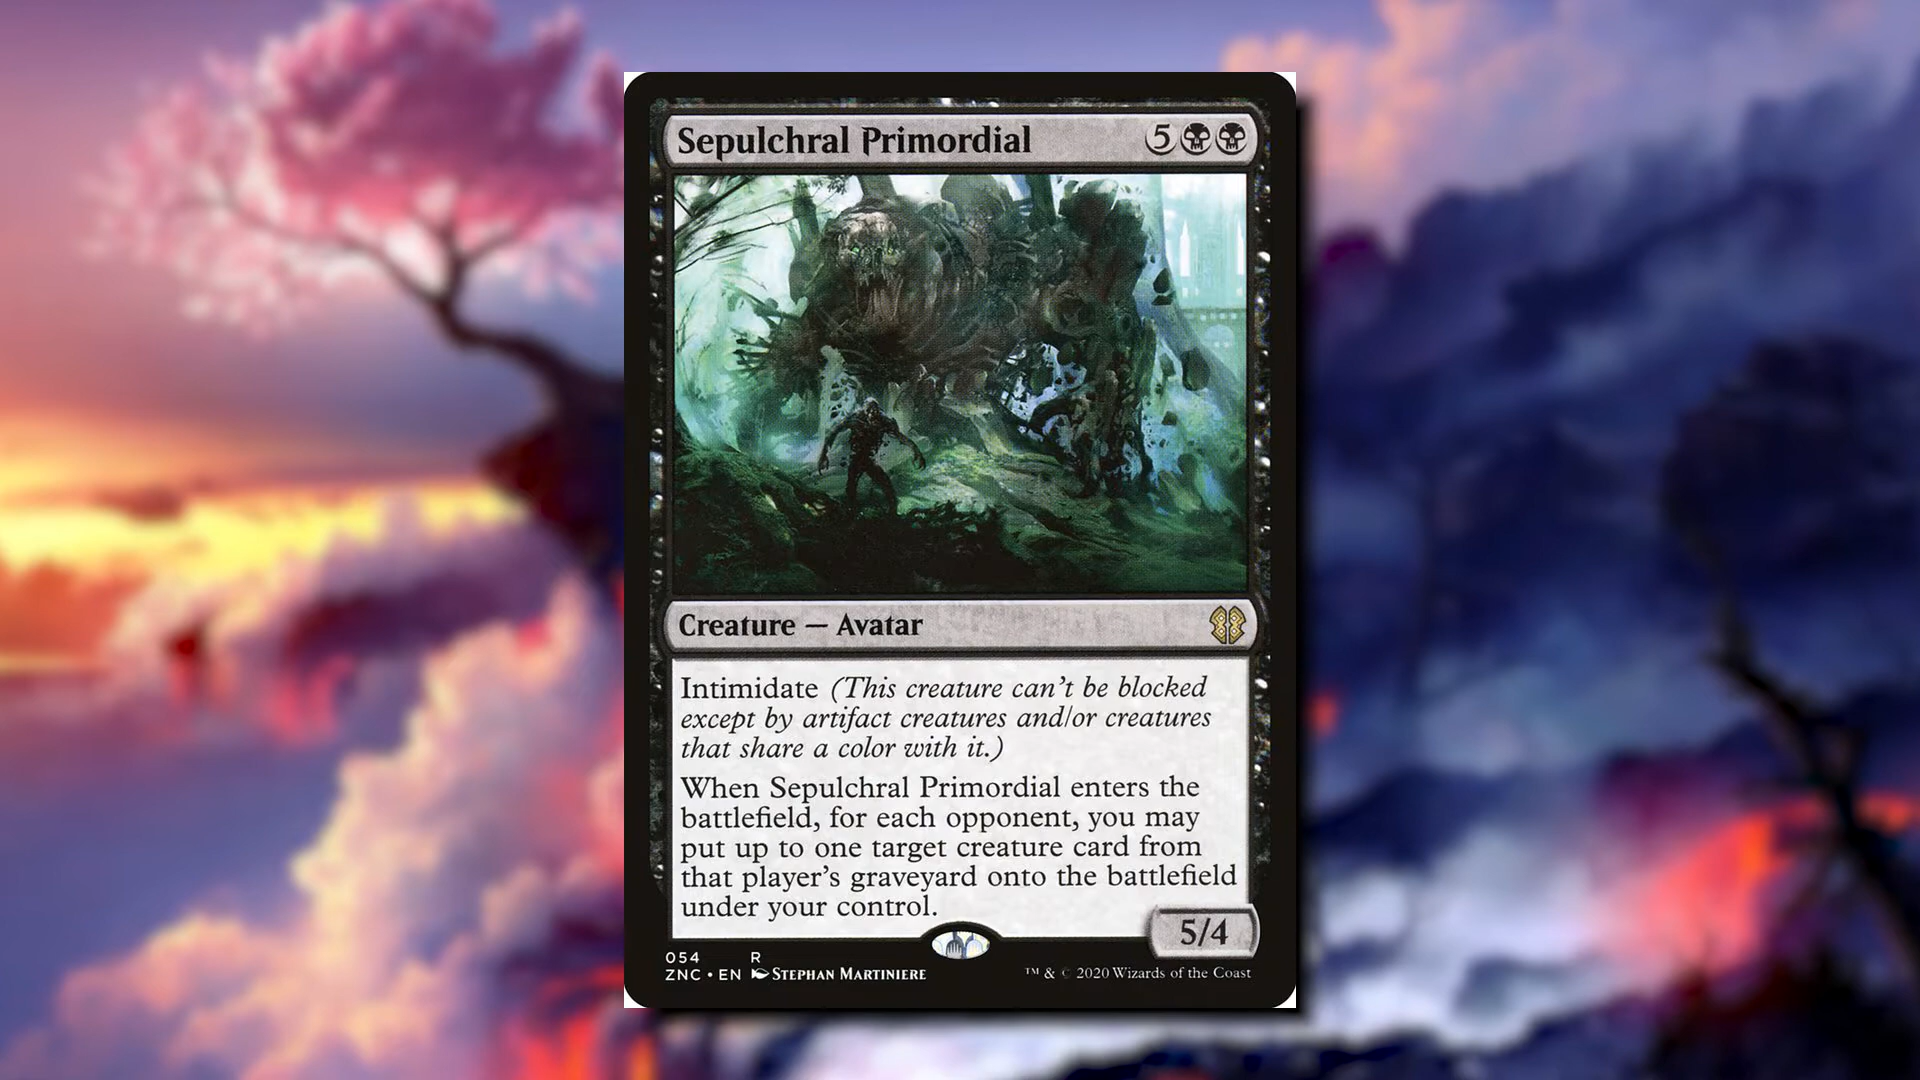 Sepulchral Primordial 5
Creature — Avatar
Intimidate (This creature can't be blocked
except by artifact creatures and/or creatures
that share a color with it.)
When Sepulchral Primordial enters the
battlefield, for each opponent, you may
put up to one target creature card from
that player's graveyard onto the battlefield
under your control.
5/4
054 R
ZNC • EN STEPHAN MARTINIERE
™ & © 2020 Wizards of the Coast